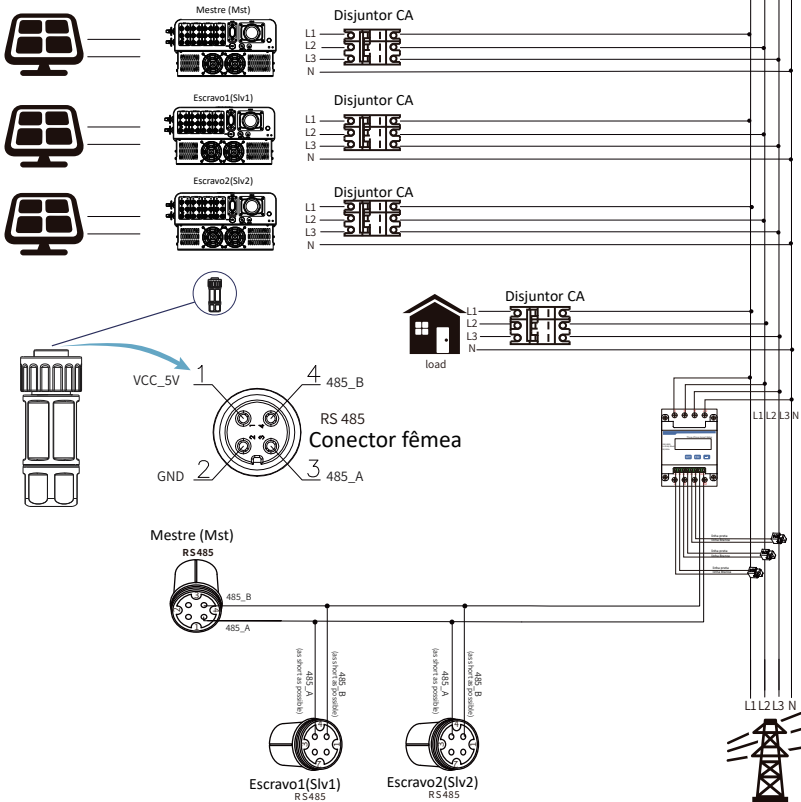 Mestre (Mst)
Disjuntor CA
L1
L2
L3
N
Escravo1(Slv1)
Disjuntor CA
L1
L2
L3
N
Escravo2(Slv2)
Disjuntor CA
L1
L2
L3
N
Disjuntor CA
L1
L2
L3
N
load
VCC_5V
1
4
485_B
RS 485
Conector fêmea
GND
2
3
485_A
1
4
2
3
L1 L2 L3 N
Mestre (Mst)
RS485
485_B
485_A
485_A
(as short as possible)
485_B
(as short as possible)
485_A
(as short as possible)
485_B
(as short as possible)
L1 L2 L3 N
Escravo1(Slv1)
RS485
Escravo2(Slv2)
RS485